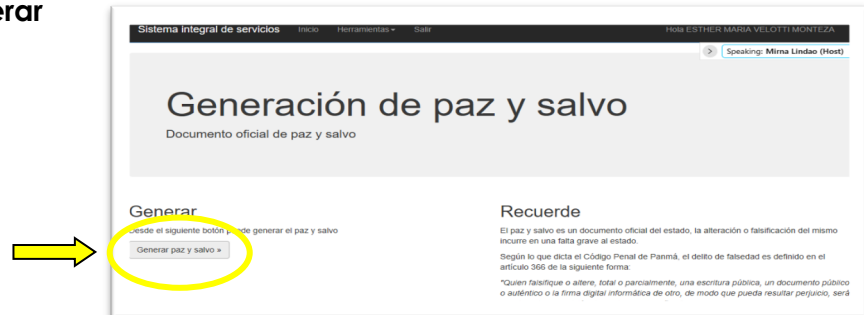 erar
Sistema integral de servicios Inicio Herramientas Salir Hola ESTHER MARIA VELOTTI MONTEZA
Speaking: Mirna Lindao (Host)
Generación de paz y salvo
Documento oficial de paz y salvo
Generar
Desde el siguiente botón puede generar el paz y salvo
Generar paz y salvo »
Recuerde
El paz y salvo es un documento oficial del estado, la alteración o falsificación del mismo
incurre en una falta grave al estado.
Según lo que dicta el Código Penal de Panmá, el delito de falsedad es definido en el
artículo 366 de la siguiente forma:
"Quien falsifique o altere, total o parcialmente, una escritura pública, un documento público
o auténtico o la firma digital informática de otro, de modo que pueda resultar perjuicio, será